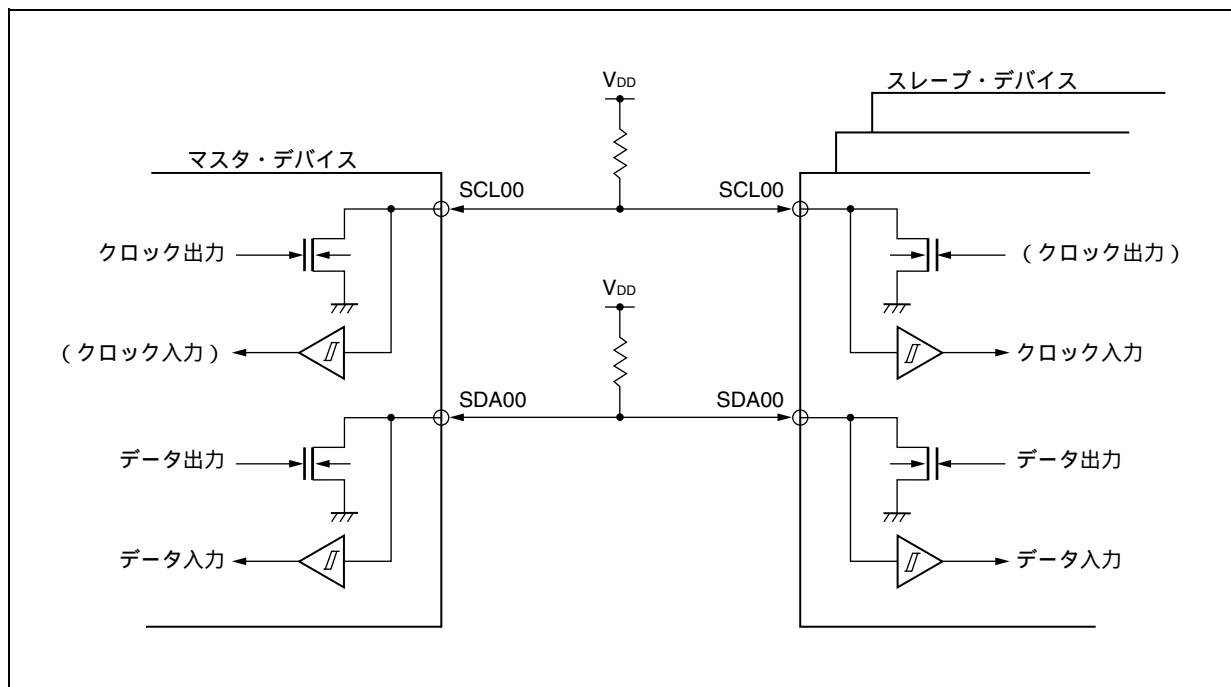 VDD
スレーブ・デバイス
マスタ・デバイス
SCL00
SCL00
クロック出力
(クロック出力)
VDD
(クロック入力)
クロック入力
SDA00
SDA00
データ出力
データ出力
データ入力
データ入力